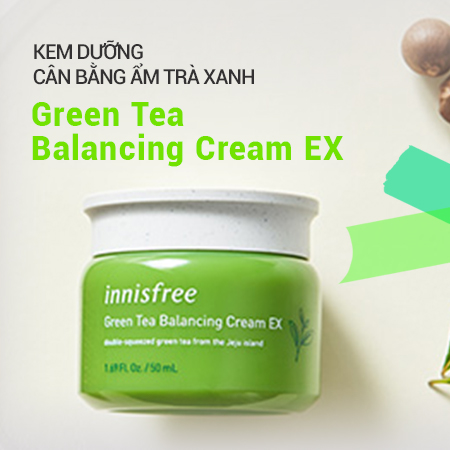 KEM DƯỠNG
CÂN BẰNG ẨM TRÀ XANH
Green Tea
Balancing Cream EX
innisfree
Green Tea Balancing Cream EX
double-squeezed green tea from the Jeju island
1.69 Fl. Oz. / 50 mL